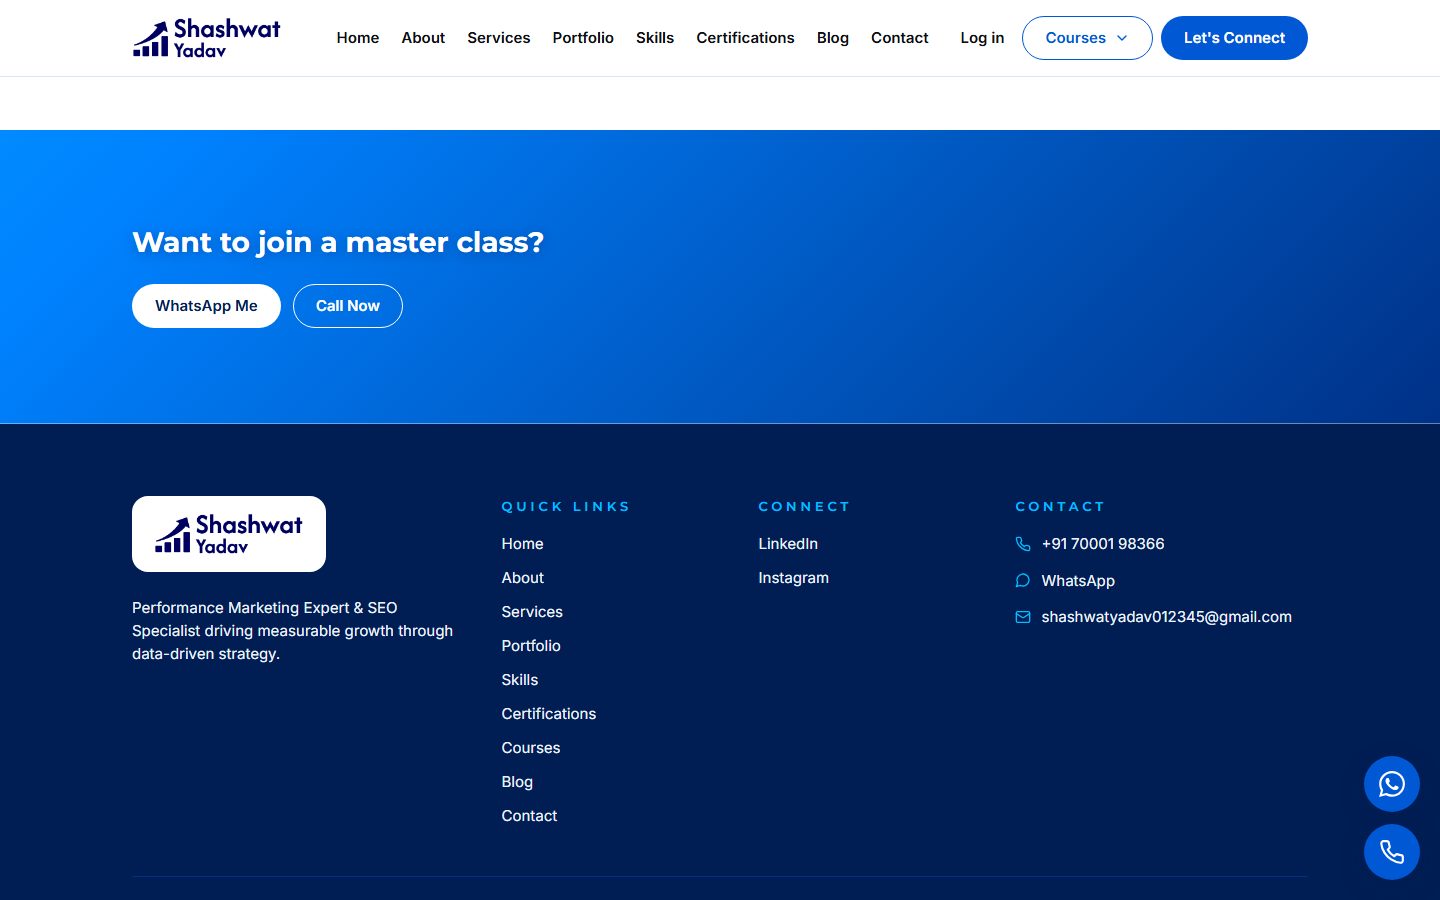 Shashwat
Yadav
Home
About
Services
Portfolio
Skills
Certifications
Blog
Contact
Log in
Courses
Let's Connect
Want to join a master class?
WhatsApp Me
Call Now
Shashwat
Yadav
Performance Marketing Expert & SEO
Specialist driving measurable growth through
data-driven strategy.
QUICK LINKS
Home
About
Services
Portfolio
Skills
Certifications
Courses
Blog
Contact
CONNECT
LinkedIn
Instagram
CONTACT
+91 70001 98366
WhatsApp
shashwatyadav012345@gmail.com